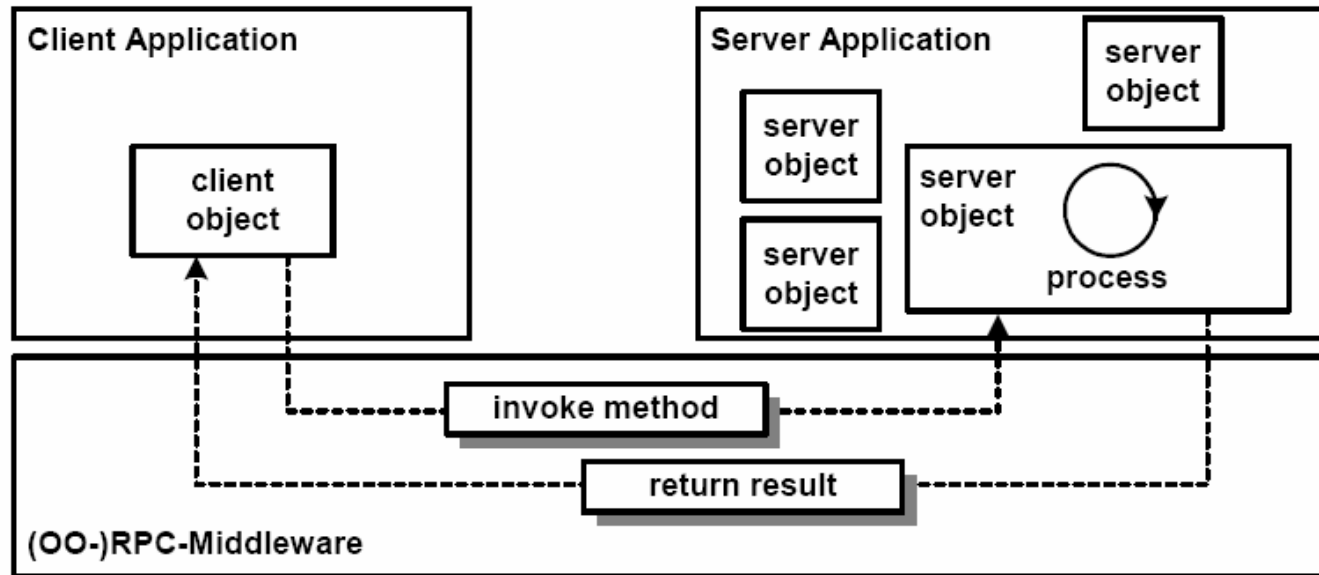 Client Application
client
object
Server Application
server
object
server
object
server
object
server
object
process
invoke method
return result
(OO-)RPC-Middleware